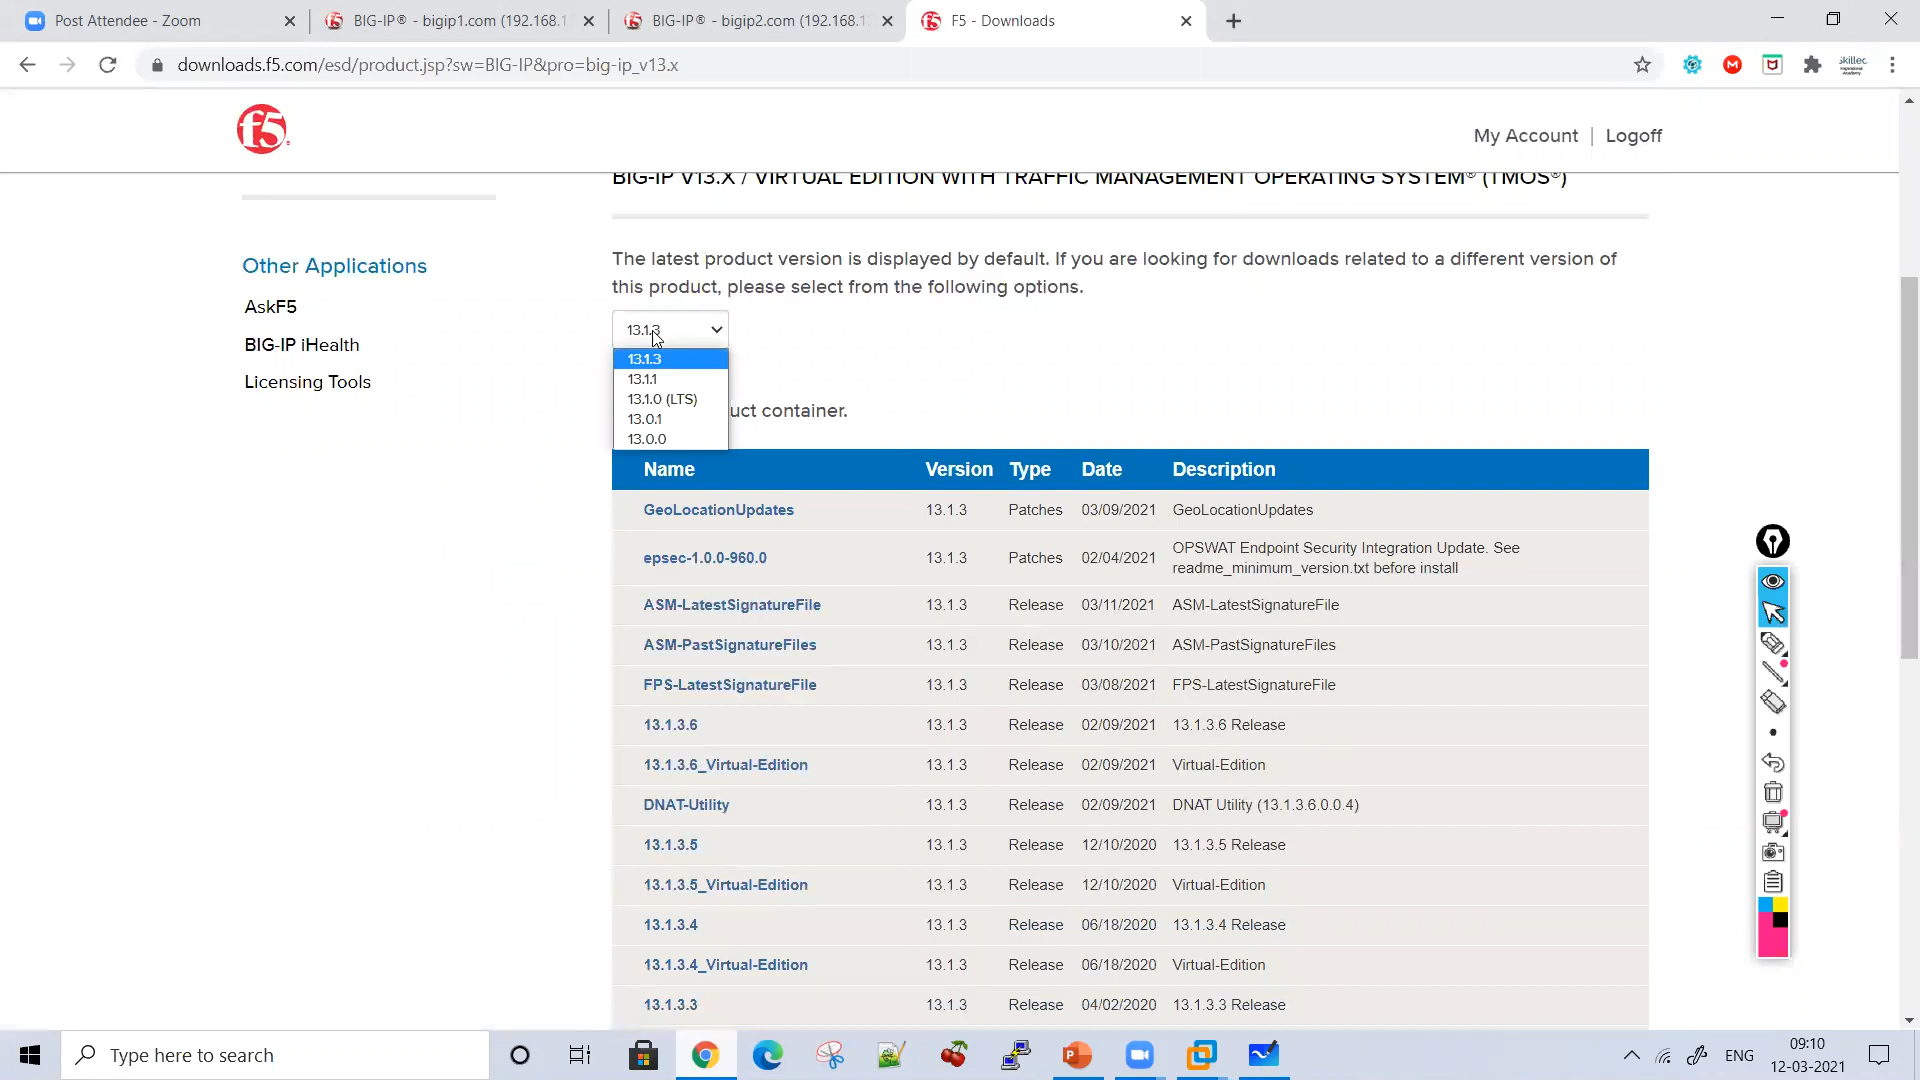 Post Attendee - Zoom
BIG-IP® - bigip1.com (192.168.1
BIG-IP® - bigip2.com (192.168.1
F5 - Downloads
downloads.f5.com/esd/product.jsp?sw=BIG-IP&pro=big-ip_v13.x
skillec
f5
My Account | Logoff
BIG-IP V13.X / VIRTUAL EDITION WITH TRAFFIC MANAGEMENT OPERATING SYSTEM® (TMOS®)
Other Applications
AskF5
BIG-IP iHealth
Licensing Tools
The latest product version is displayed by default. If you are looking for downloads related to a different version of
this product, please select from the following options.
13.1.3
13.1.3
13.1.1
13.1.0 (LTS)
13.0.1
13.0.0
uct container.
Name Version Type Date Description
GeoLocationUpdates 13.1.3 Patches 03/09/2021 GeoLocationUpdates
epsec-1.0.0-960.0 13.1.3 Patches 02/04/2021 OPSWAT Endpoint Security Integration Update. See
readme_minimum_version.txt before install
ASM-LatestSignatureFile 13.1.3 Release 03/11/2021 ASM-LatestSignatureFile
ASM-PastSignatureFiles 13.1.3 Release 03/10/2021 ASM-PastSignatureFiles
FPS-LatestSignatureFile 13.1.3 Release 03/08/2021 FPS-LatestSignatureFile
13.1.3.6 13.1.3 Release 02/09/2021 13.1.3.6 Release
13.1.3.6_Virtual-Edition 13.1.3 Release 02/09/2021 Virtual-Edition
DNAT-Utility 13.1.3 Release 02/09/2021 DNAT Utility (13.1.3.6.0.0.4)
13.1.3.5 13.1.3 Release 12/10/2020 13.1.3.5 Release
13.1.3.5_Virtual-Edition 13.1.3 Release 12/10/2020 Virtual-Edition
13.1.3.4 13.1.3 Release 06/18/2020 13.1.3.4 Release
13.1.3.4_Virtual-Edition 13.1.3 Release 06/18/2020 Virtual-Edition
13.1.3.3 13.1.3 Release 04/02/2020 13.1.3.3 Release
Type here to search
ENG
09:10
12-03-2021